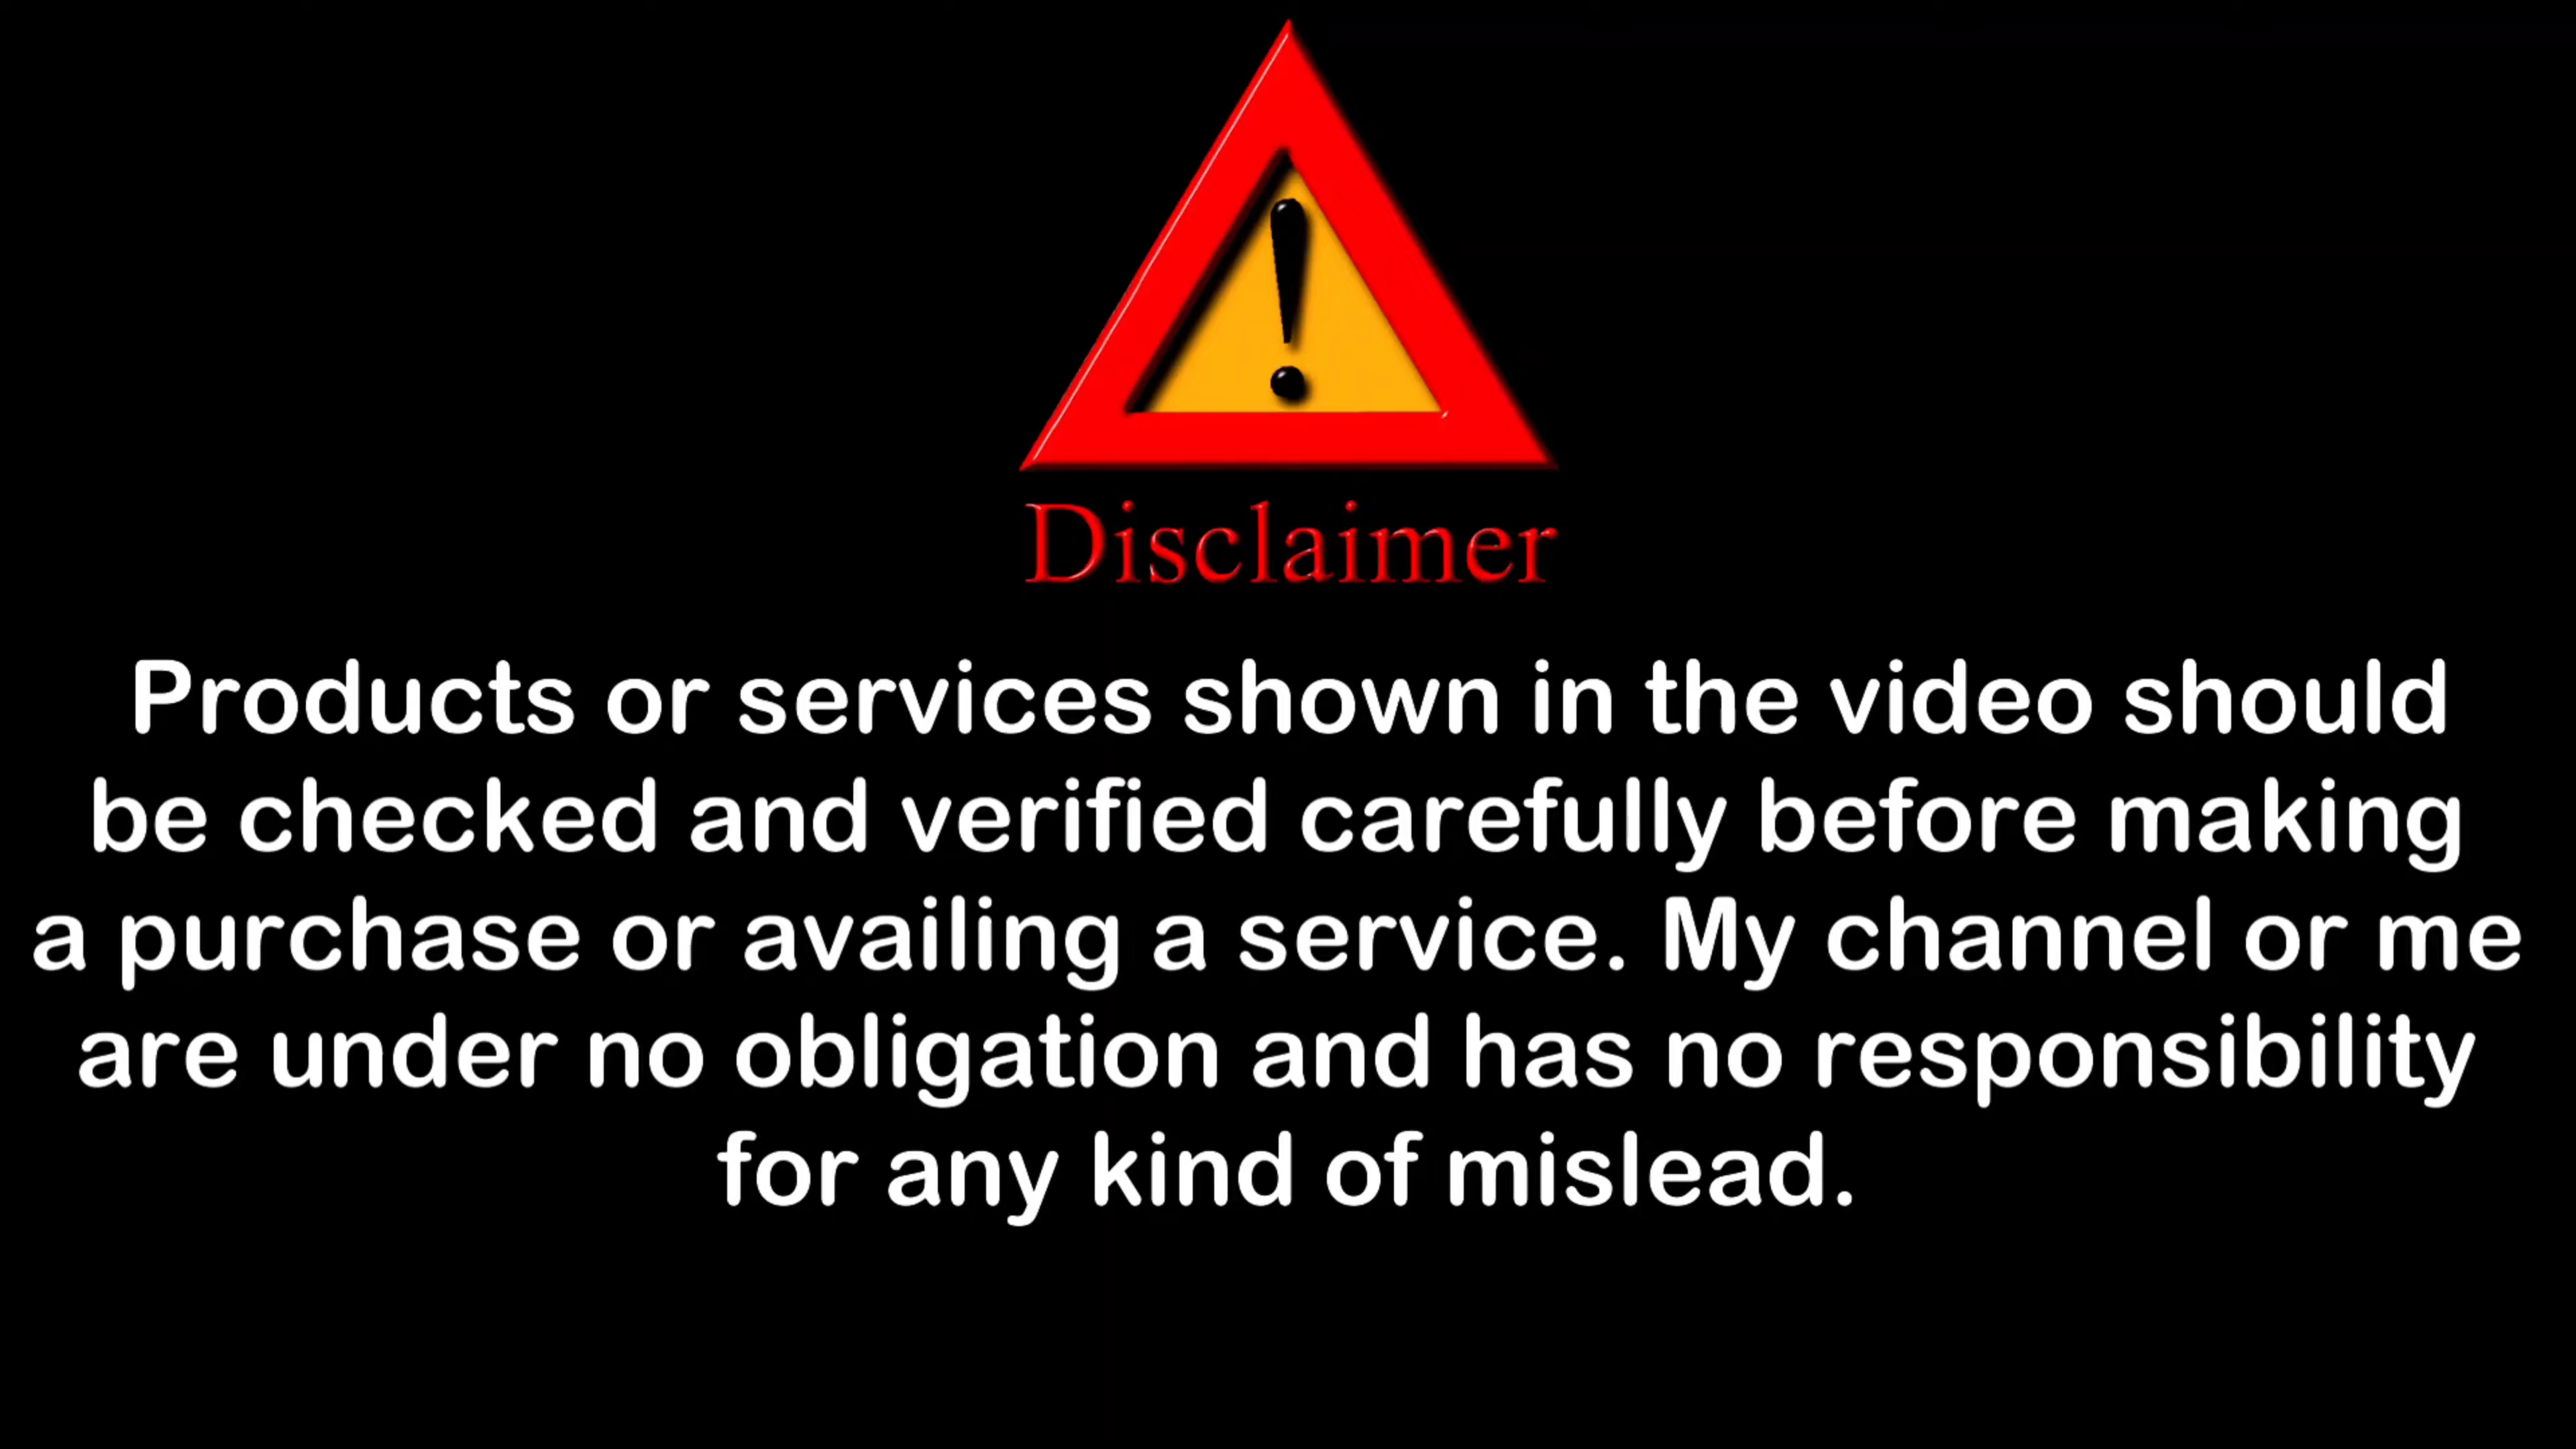 Disclaimer
Products or services shown in the video should
be checked and verified carefully before making
a purchase or availing a service. My channel or me
are under no obligation and has no responsibility
for any kind of mislead.